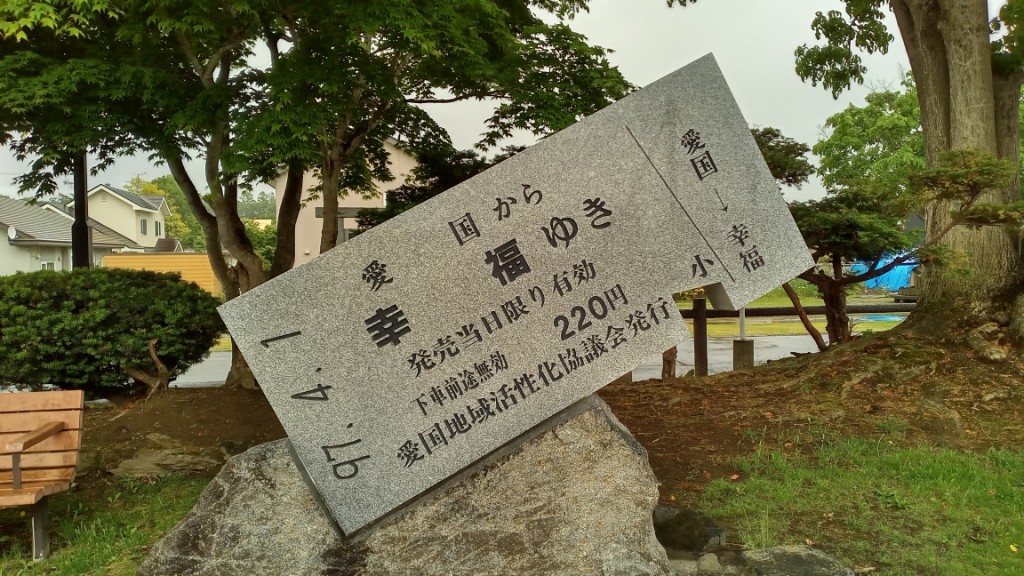 愛国から
幸福ゆき
発売当日限り有効
下車前途無効 220円
愛国地域活性化協議会発行
愛国→幸福
小
1.-4.-